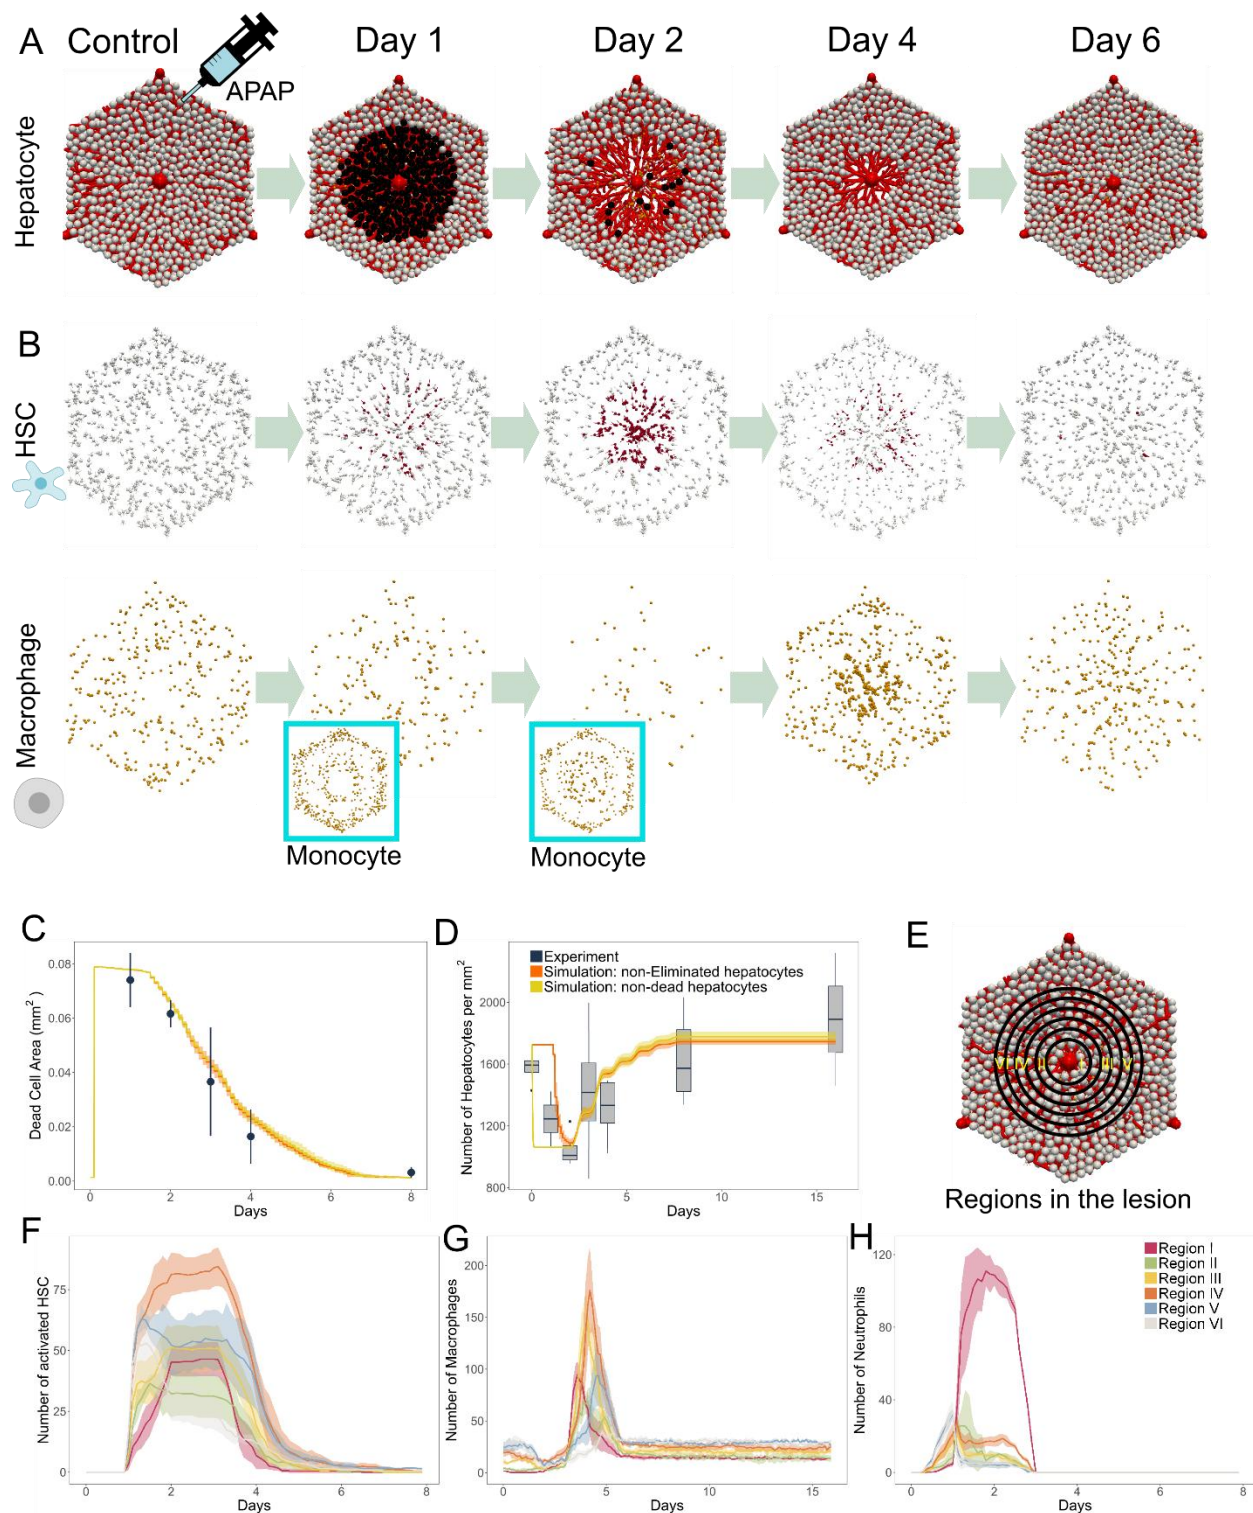 A
Control
Day 1
Day 2
Day 4
Day 6
APAP
Hepatocyte
B
HSC
Macrophage
Monocyte
Monocyte
C
Dead Cell Area (mm²)
0.08
0.06
0.04
0.02
0.00
0
2
4
6
8
Days
D
Number of Hepatocytes per mm²
Experiment
Simulation: non-Eliminated hepatocytes
Simulation: non-dead hepatocytes
2000
1600
1200
800
0
5
10
15
Days
E
VI IV II I III V
Regions in the lesion
F
Number of activated HSC
75
50
25
0
0
2
4
6
8
Days
G
Number of Macrophages
200
150
100
50
0
0
5
10
15
Days
H
Number of Neutrophils
120
80
40
0
0
2
4
6
8
Days
Region I
Region II
Region III
Region IV
Region V
Region VI